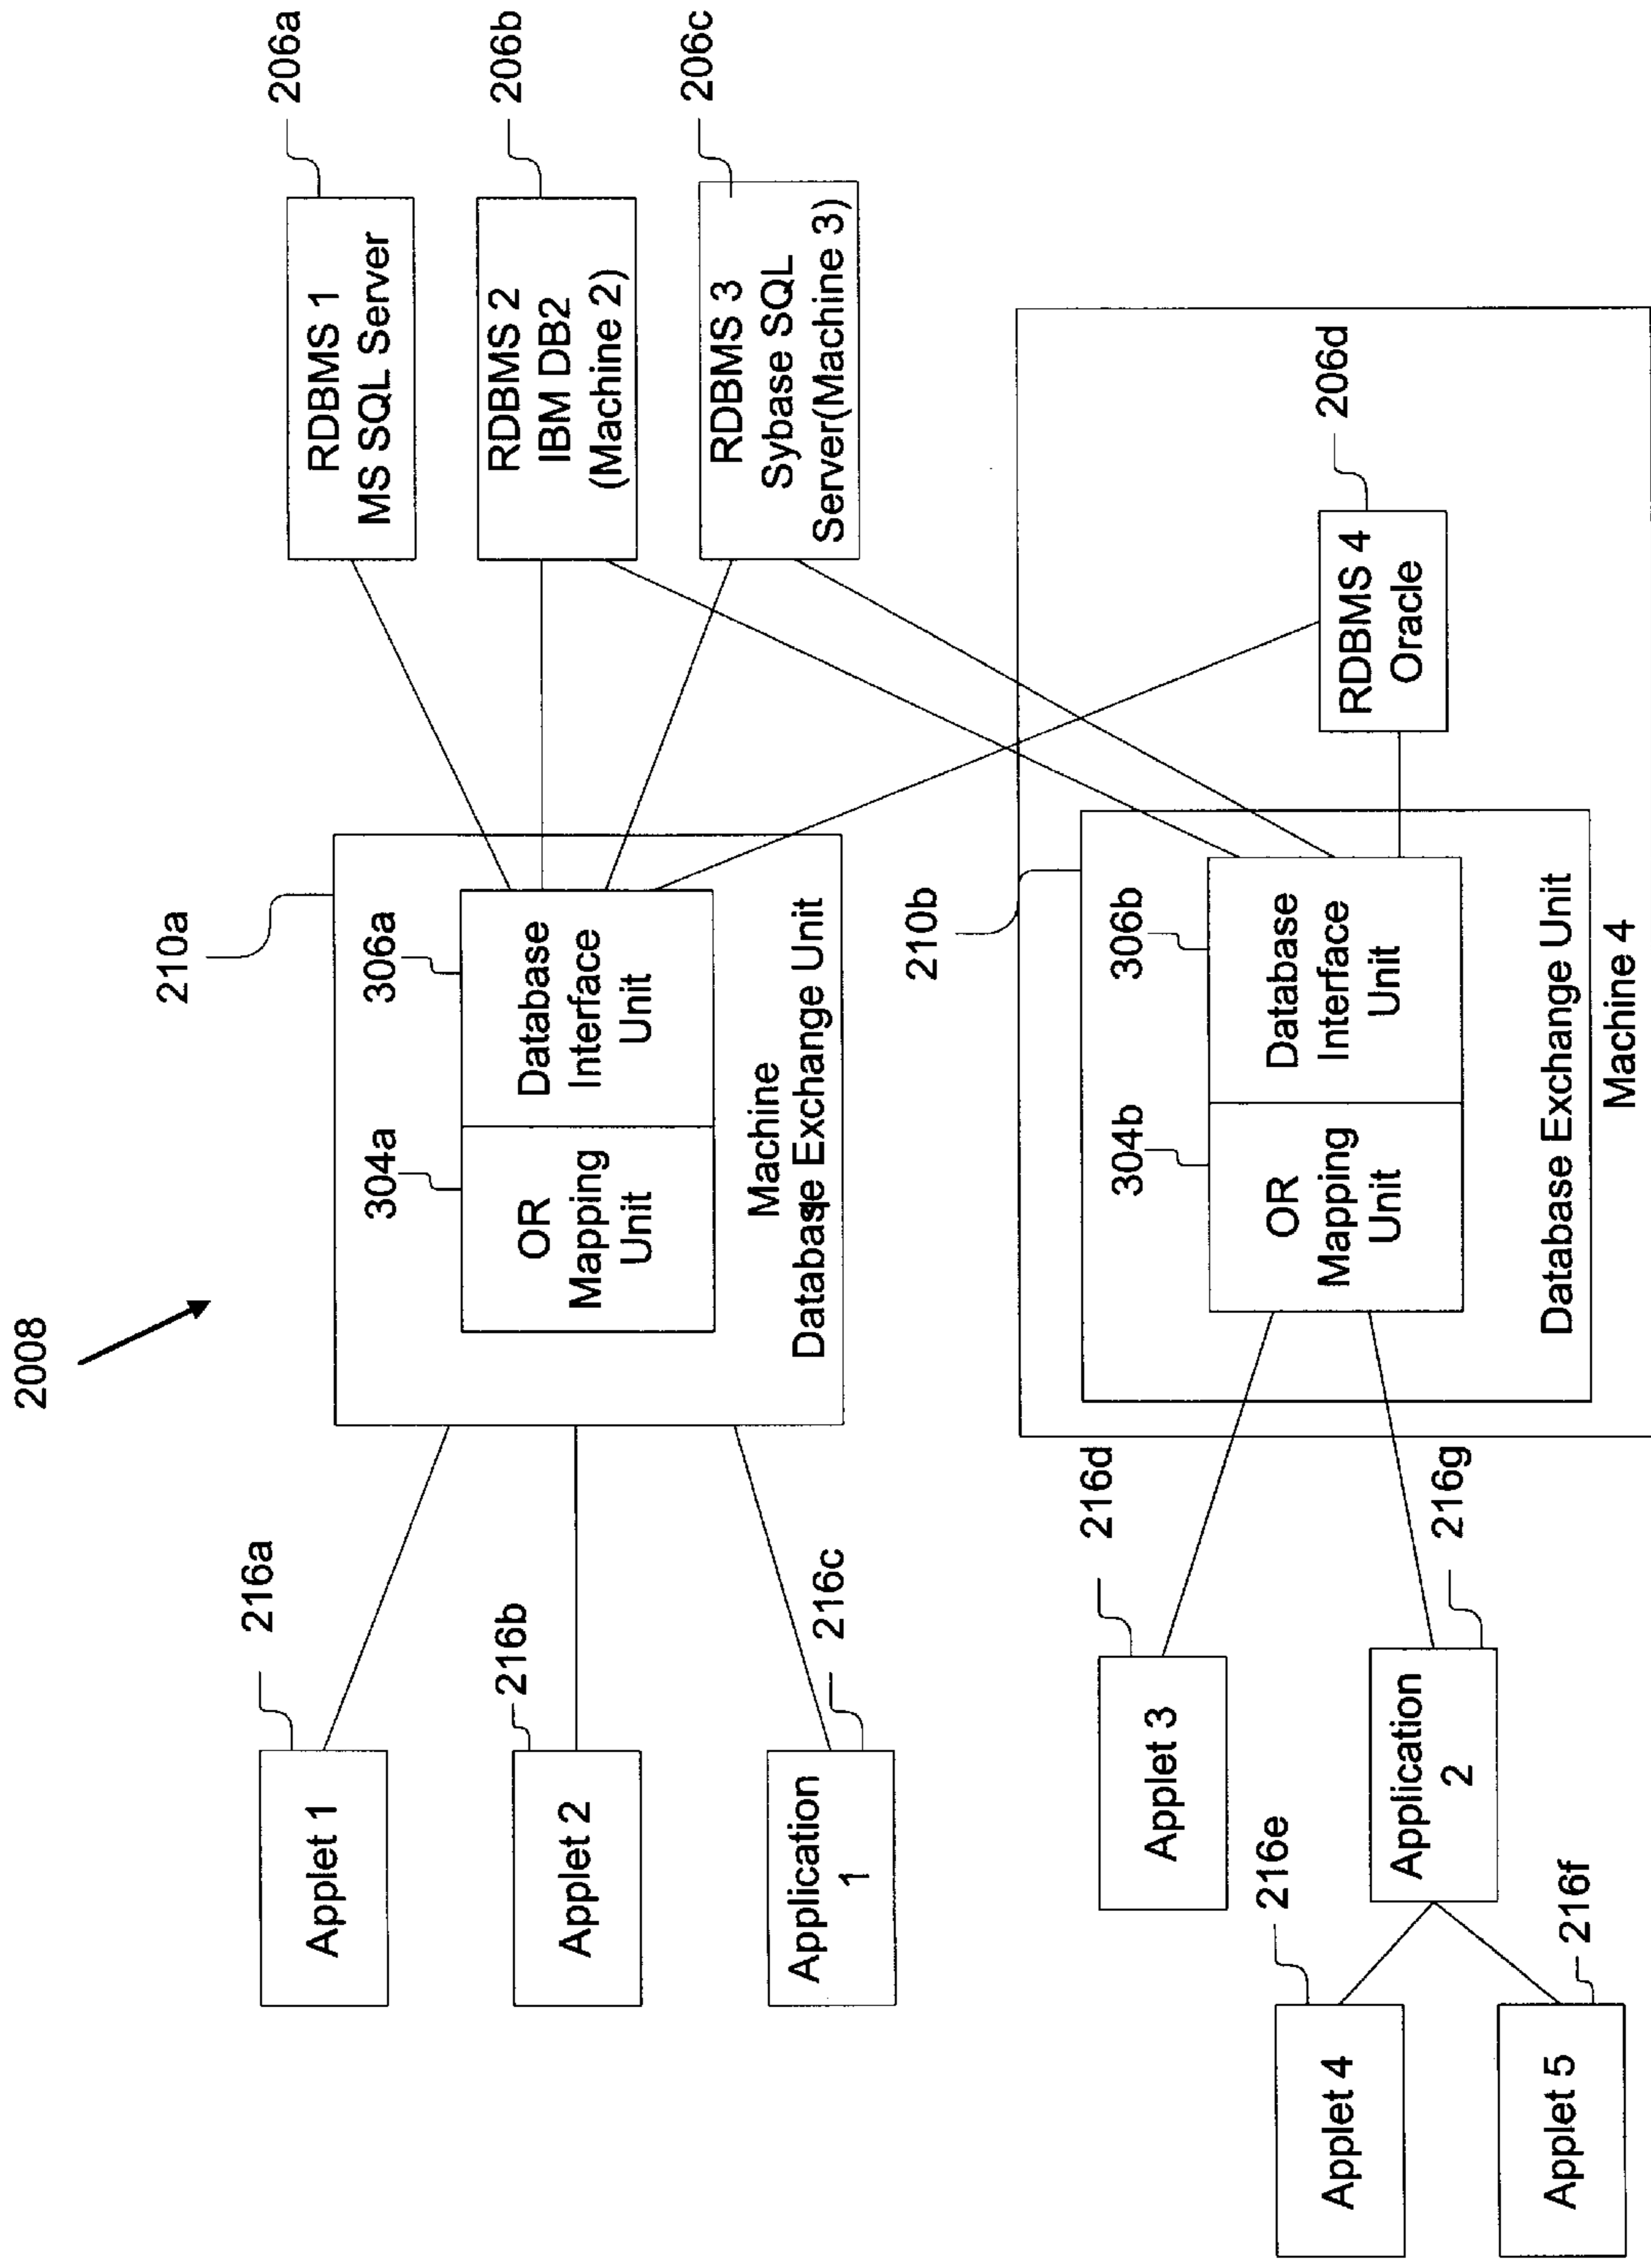 2008
216a
Applet 1
216b
Applet 2
216c
Application
1
210a
304a
306a
OR
Mapping
Unit
Database
Interface
Unit
Machine
Database Exchange Unit
206a
RDBMS 1
MS SQL Server
206b
RDBMS 2
IBM DB2
(Machine 2)
206c
RDBMS 3
Sybase SQL
Server(Machine 3)
216d
Applet 3
216e
Applet 4
216f
Applet 5
216g
Application
2
210b
304b
306b
OR
Mapping
Unit
Database
Interface
Unit
Database Exchange Unit
Machine 4
206d
RDBMS 4
Oracle